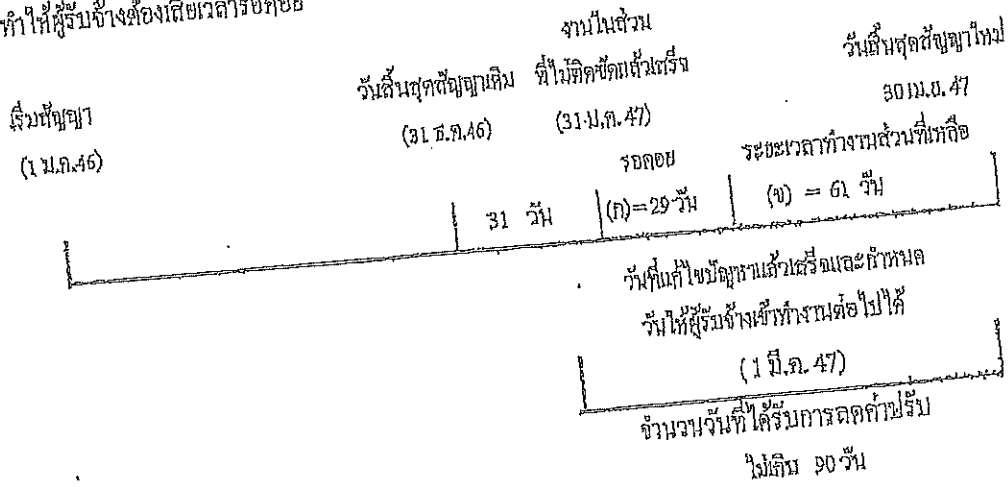 ทำให้ผู้รับจ้างต้องเสียเวลารอคอย
งานในส่วน
วันสิ้นสุดสัญญาเดิม ที่ไม่ติดขัดแล้วเสร็จ วันสิ้นสุดสัญญาใหม่
เริ่มสัญญา (31 ธ.ค.46) (31 ม.ค. 47) 30 เม.ย. 47
(1 ม.ค.46) รอคอย ระยะเวลาทำงานส่วนที่เหลือ
31 วัน (ก)=29 วัน (ข) = 61 วัน
วันที่แก้ไขปัญหาแล้วเสร็จและกำหนด
วันให้ผู้รับจ้างเข้าทำงานต่อไปได้
(1 มี.ค. 47)
จำนวนวันที่ได้รับการลดค่าปรับ
ไม่เกิน 90 วัน